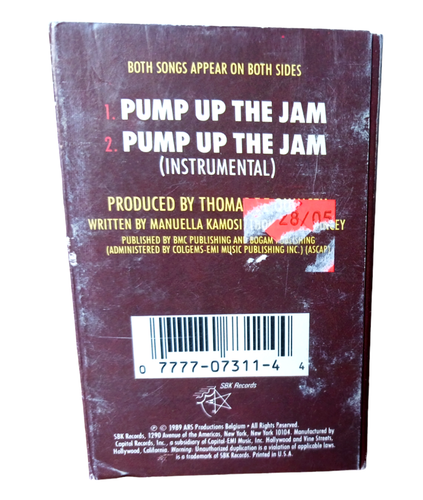 BOTH SONGS APPEAR ON BOTH SIDES
1. PUMP UP THE JAM
2. PUMP UP THE JAM
(INSTRUMENTAL)
PRODUCED BY THOMAS
28/05
WRITTEN BY MANUELLA KAMOSI
PUBLISHED BY BMC PUBLISHING AND BOGAM PUBLISHING
(ADMINISTERED BY COLGEMS-EMI MUSIC PUBLISHING INC.) (ASCAP)
0 7777-07311-4 4
SBK Records
℗ © 1989 ARS Productions Belgium • All Rights Reserved.
SBK Records, 1290 Avenue of the Americas, New York, New York 10104. Manufactured by
Capitol Records, Inc., a subsidiary of Capitol-EMI Music, Inc. Hollywood and Vine Streets,
Hollywood, California. Warning: Unauthorized duplication is a violation of applicable laws.
is a trademark of SBK Records. Printed in U.S.A.